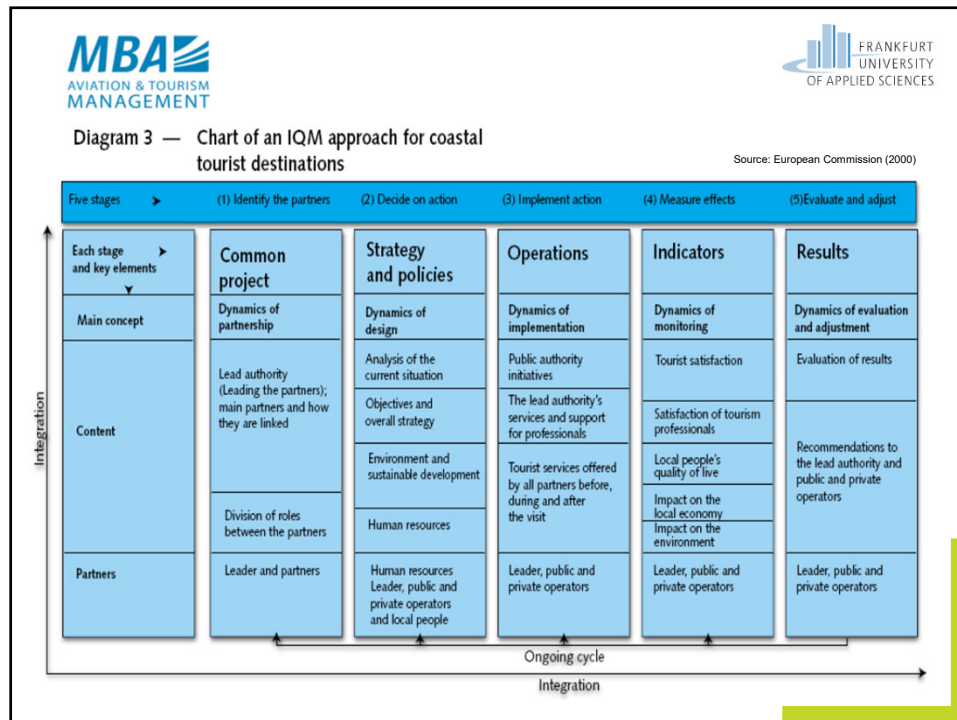 MBA
AVIATION & TOURISM
MANAGEMENT
FRANKFURT
UNIVERSITY
OF APPLIED SCIENCES
Diagram 3 — Chart of an IQM approach for coastal
tourist destinations
Source: European Commission (2000)
Five stages
(1) Identify the partners
(2) Decide on action
(3) Implement action
(4) Measure effects
(5)Evaluate and adjust
Each stage
and key elements
Common
project
Strategy
and policies
Operations
Indicators
Results
Main concept
Dynamics of
partnership
Dynamics of
design
Dynamics of
implementation
Dynamics of
monitoring
Dynamics of evaluation
and adjustment
Content
Lead authority
(Leading the partners);
main partners and how
they are linked
Division of roles
between the partners
Analysis of the
current situation
Objectives and
overall strategy
Environment and
sustainable development
Human resources
Public authority
initiatives
The lead authority's
services and support
for professionals
Tourist services offered
by all partners before,
during and after
the visit
Tourist satisfaction
Satisfaction of tourism
professionals
Local people's
quality of live
Impact on the
local economy
Impact on the
environment
Evaluation of results
Recommendations to
the lead authority and
public and private
operators
Partners
Leader and partners
Human resources
Leader, public and
private operators
and local people
Leader, public and
private operators
Leader, public and
private operators
Leader, public and
private operators
Integration
Ongoing cycle
Integration